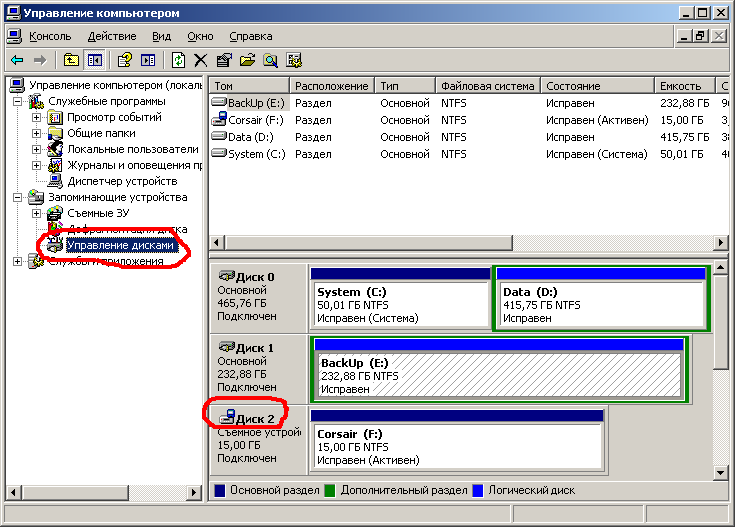 Управление компьютером
Консоль Действие Вид Окно Справка
Управление компьютером (локаль
Служебные программы
Просмотр событий
Общие папки
Локальные пользователи
Журналы и оповещения пр
Диспетчер устройств
Запоминающие устройства
Съемные ЗУ
Дефрагментация диска
Управление дисками
Службы и приложения
Том Расположение Тип Файловая система Состояние Емкость С
BackUp (E:) Раздел Основной NTFS Исправен 232,88 ГБ 9
Corsair (F:) Раздел Основной NTFS Исправен (Активен) 15,00 ГБ 3,
Data (D:) Раздел Основной NTFS Исправен 415,75 ГБ 38
System (C:) Раздел Основной NTFS Исправен (Система) 50,01 ГБ 40
Диск 0
Основной
465,76 ГБ
Подключен
System (C:)
50,01 ГБ NTFS
Исправен (Система)
Data (D:)
415,75 ГБ NTFS
Исправен
Диск 1
Основной
232,88 ГБ
Подключен
BackUp (E:)
232,88 ГБ NTFS
Исправен
Диск 2
Съемное устрой
15,00 ГБ
Подключен
Corsair (F:)
15,00 ГБ NTFS
Исправен (Активен)
Основной раздел Дополнительный раздел Логический диск